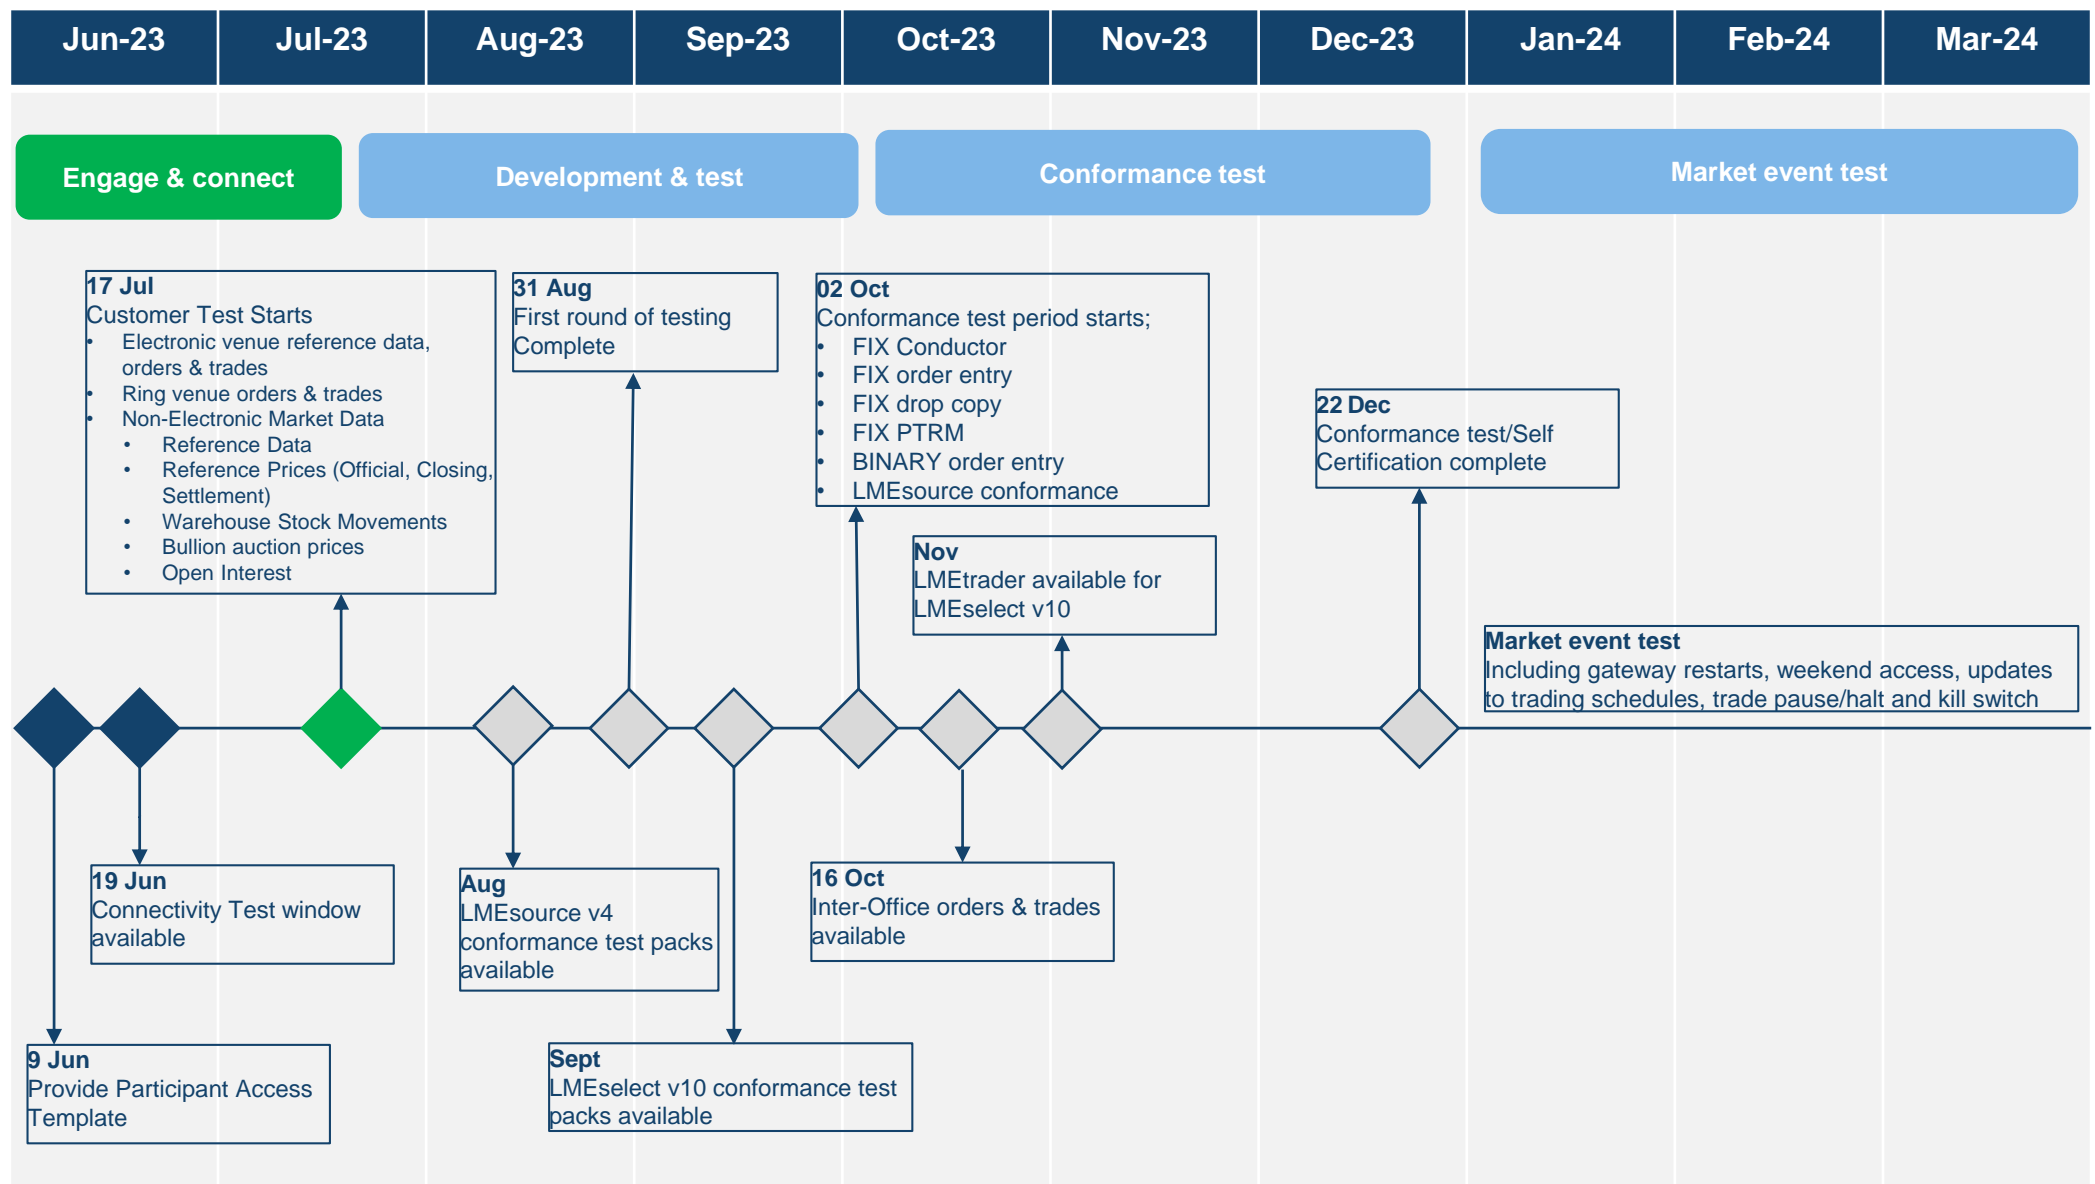 Jun-23
Jul-23
Aug-23
Sep-23
Oct-23
Nov-23
Dec-23
Jan-24
Feb-24
Mar-24
Engage & connect
Development & test
Conformance test
Market event test
17 Jul
Customer Test Starts
• Electronic venue reference data,
orders & trades
• Ring venue orders & trades
• Non-Electronic Market Data
• Reference Data
• Reference Prices (Official, Closing,
Settlement)
• Warehouse Stock Movements
• Bullion auction prices
• Open Interest
31 Aug
First round of testing
Complete
02 Oct
Conformance test period starts;
• FIX Conductor
• FIX order entry
• FIX drop copy
• FIX PTRM
• BINARY order entry
• LMEsource conformance
Nov
LMEtrader available for
LMEselect v10
22 Dec
Conformance test/Self
Certification complete
Market event test
Including gateway restarts, weekend access, updates
to trading schedules, trade pause/halt and kill switch
19 Jun
Connectivity Test window
available
9 Jun
Provide Participant Access
Template
Aug
LMEsource v4
conformance test packs
available
Sept
LMEselect v10 conformance test
packs available
16 Oct
Inter-Office orders & trades
available